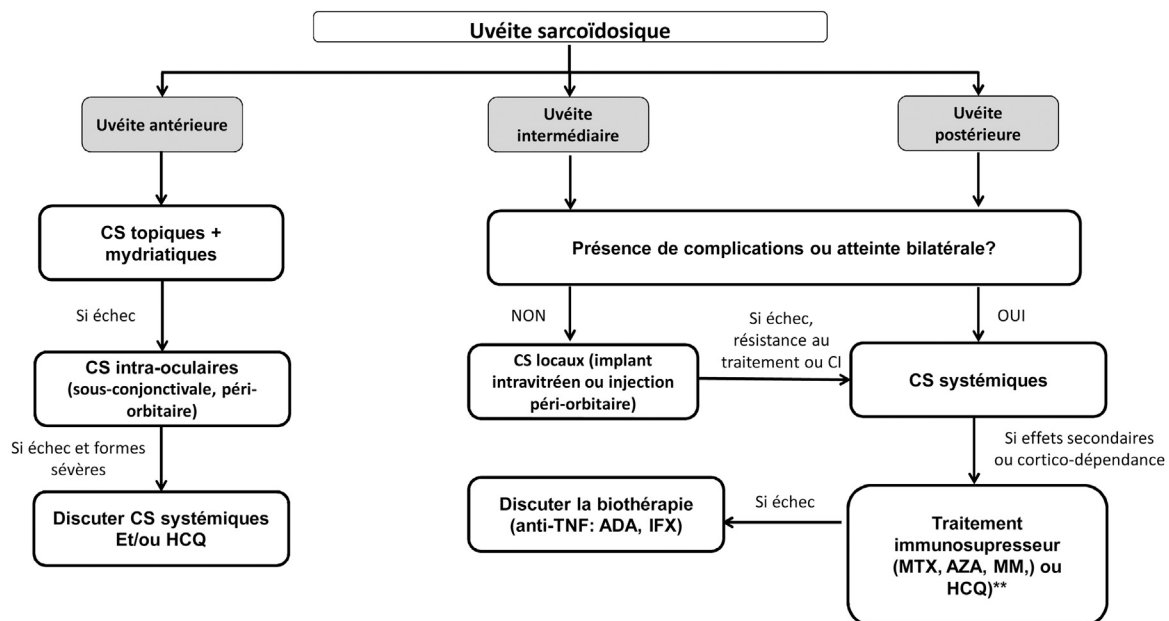 Uvéite sarcoïdosique
Uvéite antérieure
Uvéite
intermédiaire
Uvéite
postérieure
CS topiques +
mydriatiques
Présence de complications ou atteinte bilatérale?
Si échec
NON
Si échec,
résistance au
traitement ou CI
OUI
CS intra-oculaires
(sous-conjonctivale, péri-
orbitaire)
CS locaux (implant
intravitréen ou injection
péri-orbitaire)
CS systémiques
Si échec et formes
sévères
Si effets secondaires
ou cortico-dépendance
Discuter CS systémiques
Et/ou HCQ
Discuter la biothérapie
(anti-TNF: ADA, IFX)
Si échec
Traitement
immunosupresseur
(MTX, AZA, MM,) ou
HCQ)**